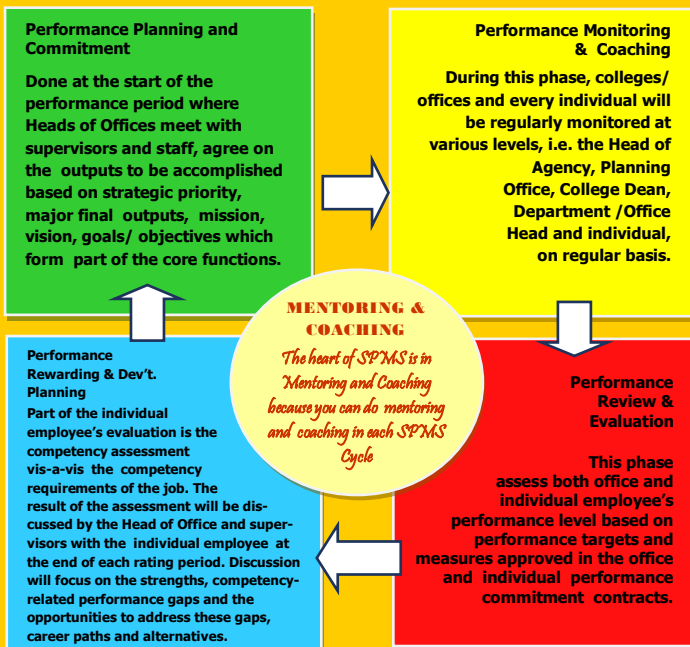 Performance Planning and
Commitment
Done at the start of the
performance period where
Heads of Offices meet with
supervisors and staff, agree on
the outputs to be accomplished
based on strategic priority,
major final outputs, mission,
vision, goals/ objectives which
form part of the core functions.
Performance Monitoring
& Coaching
During this phase, colleges/
offices and every individual will
be regularly monitored at
various levels, i.e. the Head of
Agency, Planning
Office, College Dean,
Department /Office
Head and individual,
on regular basis.
MENTORING &
COACHING
The heart of SPMS is in
Mentoring and Coaching
because you can do mentoring
and coaching in each SPMS
Cycle
Performance
Rewarding & Dev't.
Planning
Part of the individual
employee's evaluation is the
competency assessment
vis-a-vis the competency
requirements of the job. The
result of the assessment will be dis-
cussed by the Head of Office and super-
visors with the individual employee at
the end of each rating period. Discussion
will focus on the strengths, competency-
related performance gaps and the
opportunities to address these gaps,
career paths and alternatives.
Performance
Review &
Evaluation
This phase
assess both office and
individual employee's
performance level based on
performance targets and
measures approved in the office
and individual performance
commitment contracts.